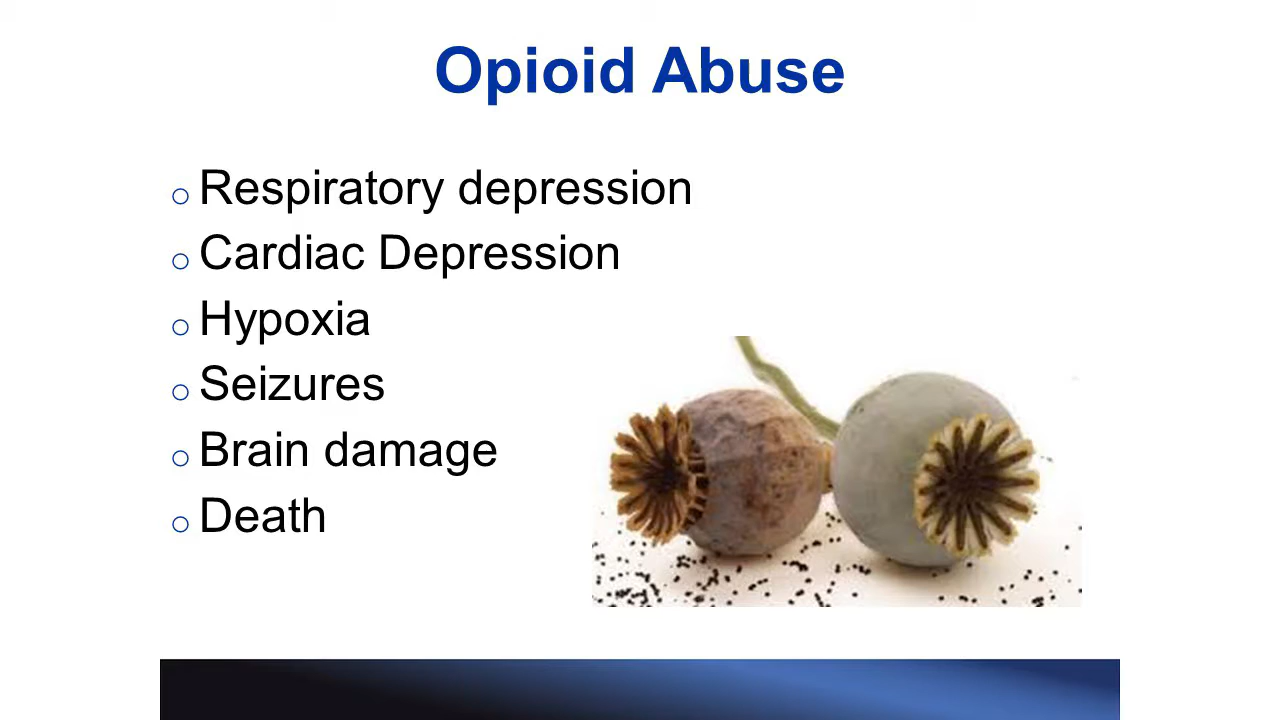 Opioid Abuse
o Respiratory depression
o Cardiac Depression
o Hypoxia
o Seizures
o Brain damage
o Death